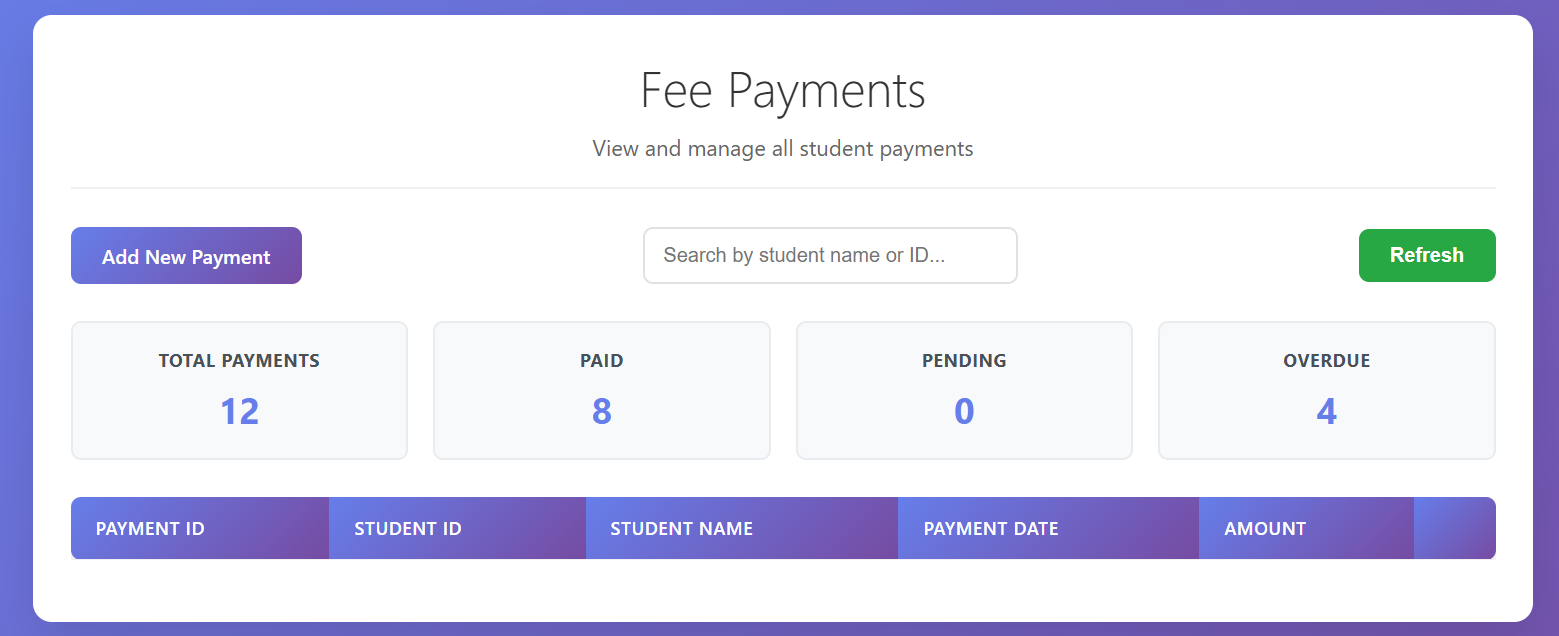 Fee Payments
View and manage all student payments
Add New Payment
Search by student name or ID...
Refresh
TOTAL PAYMENTS
12
PAID
8
PENDING
0
OVERDUE
4
PAYMENT ID STUDENT ID STUDENT NAME PAYMENT DATE AMOUNT